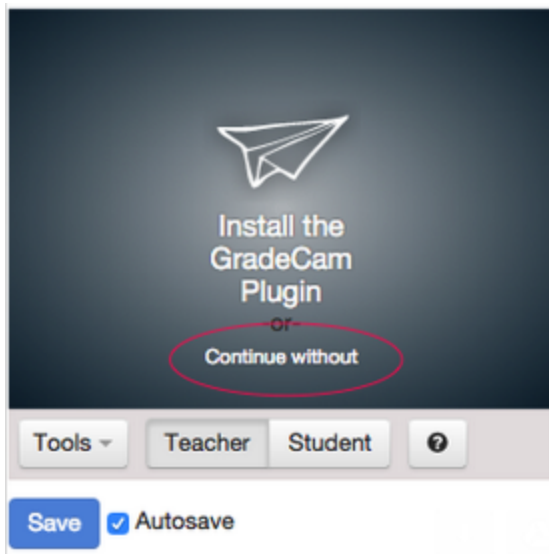 Install the
GradeCam
Plugin
-or-
Continue without
Tools Teacher Student ?
Save Autosave